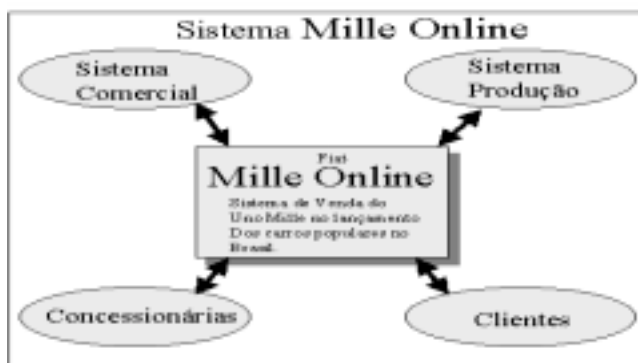 Sistema Mille Online
Sistema
Comercial
Sistema
Produção
Fiat
Mille Online
Sistema de Venda do
Uno Mille no lançamento
Dos carros populares no
Brasil.
Concessionárias
Clientes